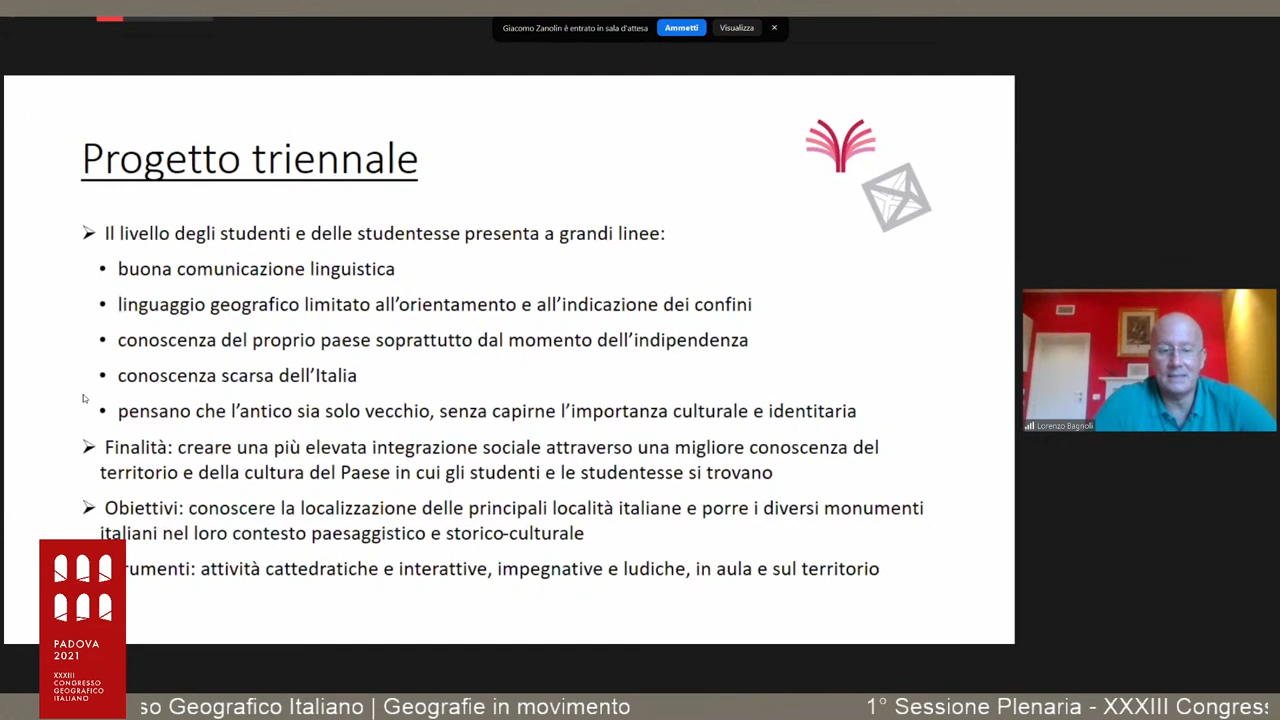 Giacomo Zanolin è entrato in sala d'attesa
Ammetti
Visualizza
Progetto triennale
Il livello degli studenti e delle studentesse presenta a grandi linee:
• buona comunicazione linguistica
• linguaggio geografico limitato all’orientamento e all’indicazione dei confini
• conoscenza del proprio paese soprattutto dal momento dell’indipendenza
• conoscenza scarsa dell’Italia
• pensano che l’antico sia solo vecchio, senza capirne l’importanza culturale e identitaria
Finalità: creare una più elevata integrazione sociale attraverso una migliore conoscenza del
territorio e della cultura del Paese in cui gli studenti e le studentesse si trovano
Obiettivi: conoscere la localizzazione delle principali località italiane e porre i diversi monumenti
italiani nel loro contesto paesaggistico e storico-culturale
rumenti: attività cattedratiche e interattive, impegnative e ludiche, in aula e sul territorio
Lorenzo Bagnoli
PADOVA
2021
XXXIII
CONGRESSO
GEOGRAFICO
ITALIANO
so Geografico Italiano | Geografie in movimento
1° Sessione Plenaria - XXXIII Congress